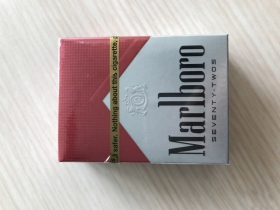 Marlboro
SEVENTY-TWOS
safer. Nothing about this cigarette,